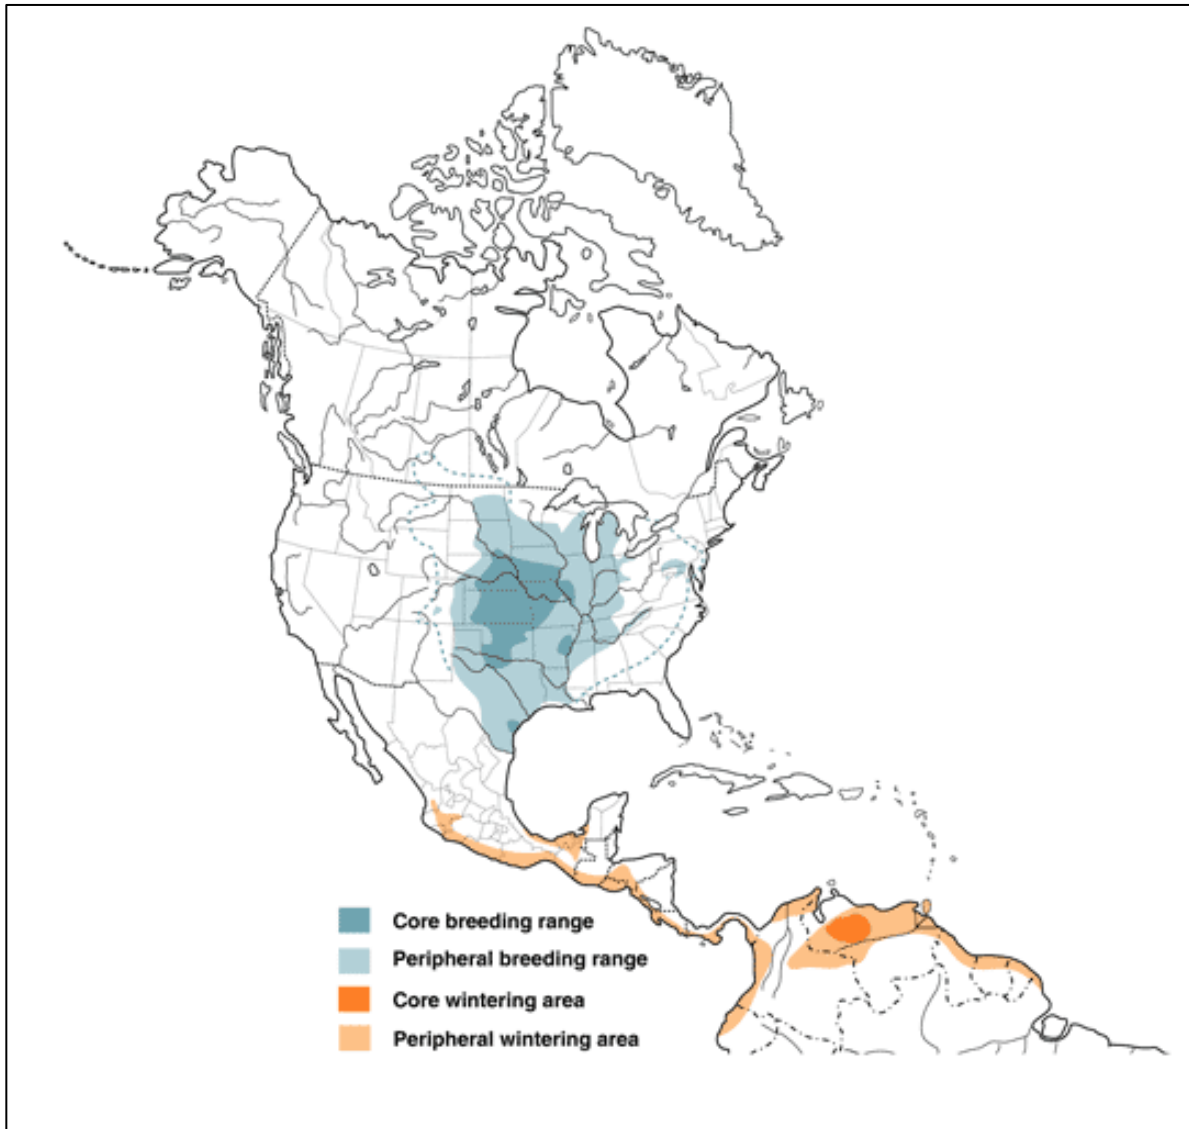 Core breeding range
Peripheral breeding range
Core wintering area
Peripheral wintering area